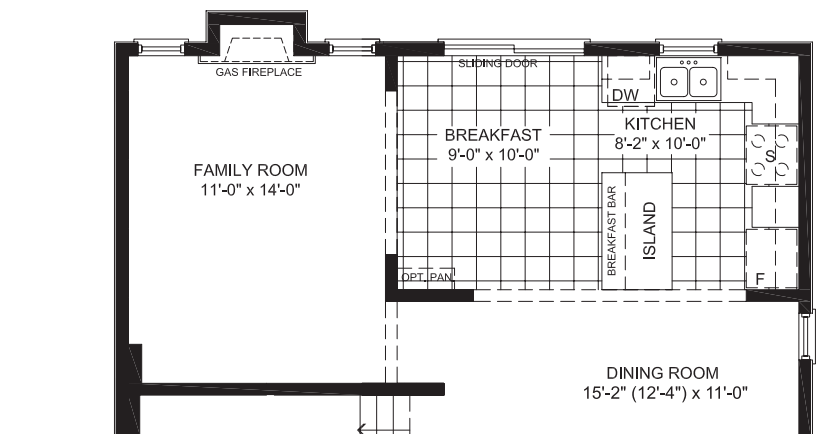 GAS FIREPLACE
SLIDING DOOR
DW
KITCHEN
8'-2" x 10'-0"
BREAKFAST
9'-0" x 10'-0"
S
FAMILY ROOM
11'-0" x 14'-0"
BREAKFAST BAR
ISLAND
OPT. PAN.
F
DINING ROOM
15'-2" (12'-4") x 11'-0"